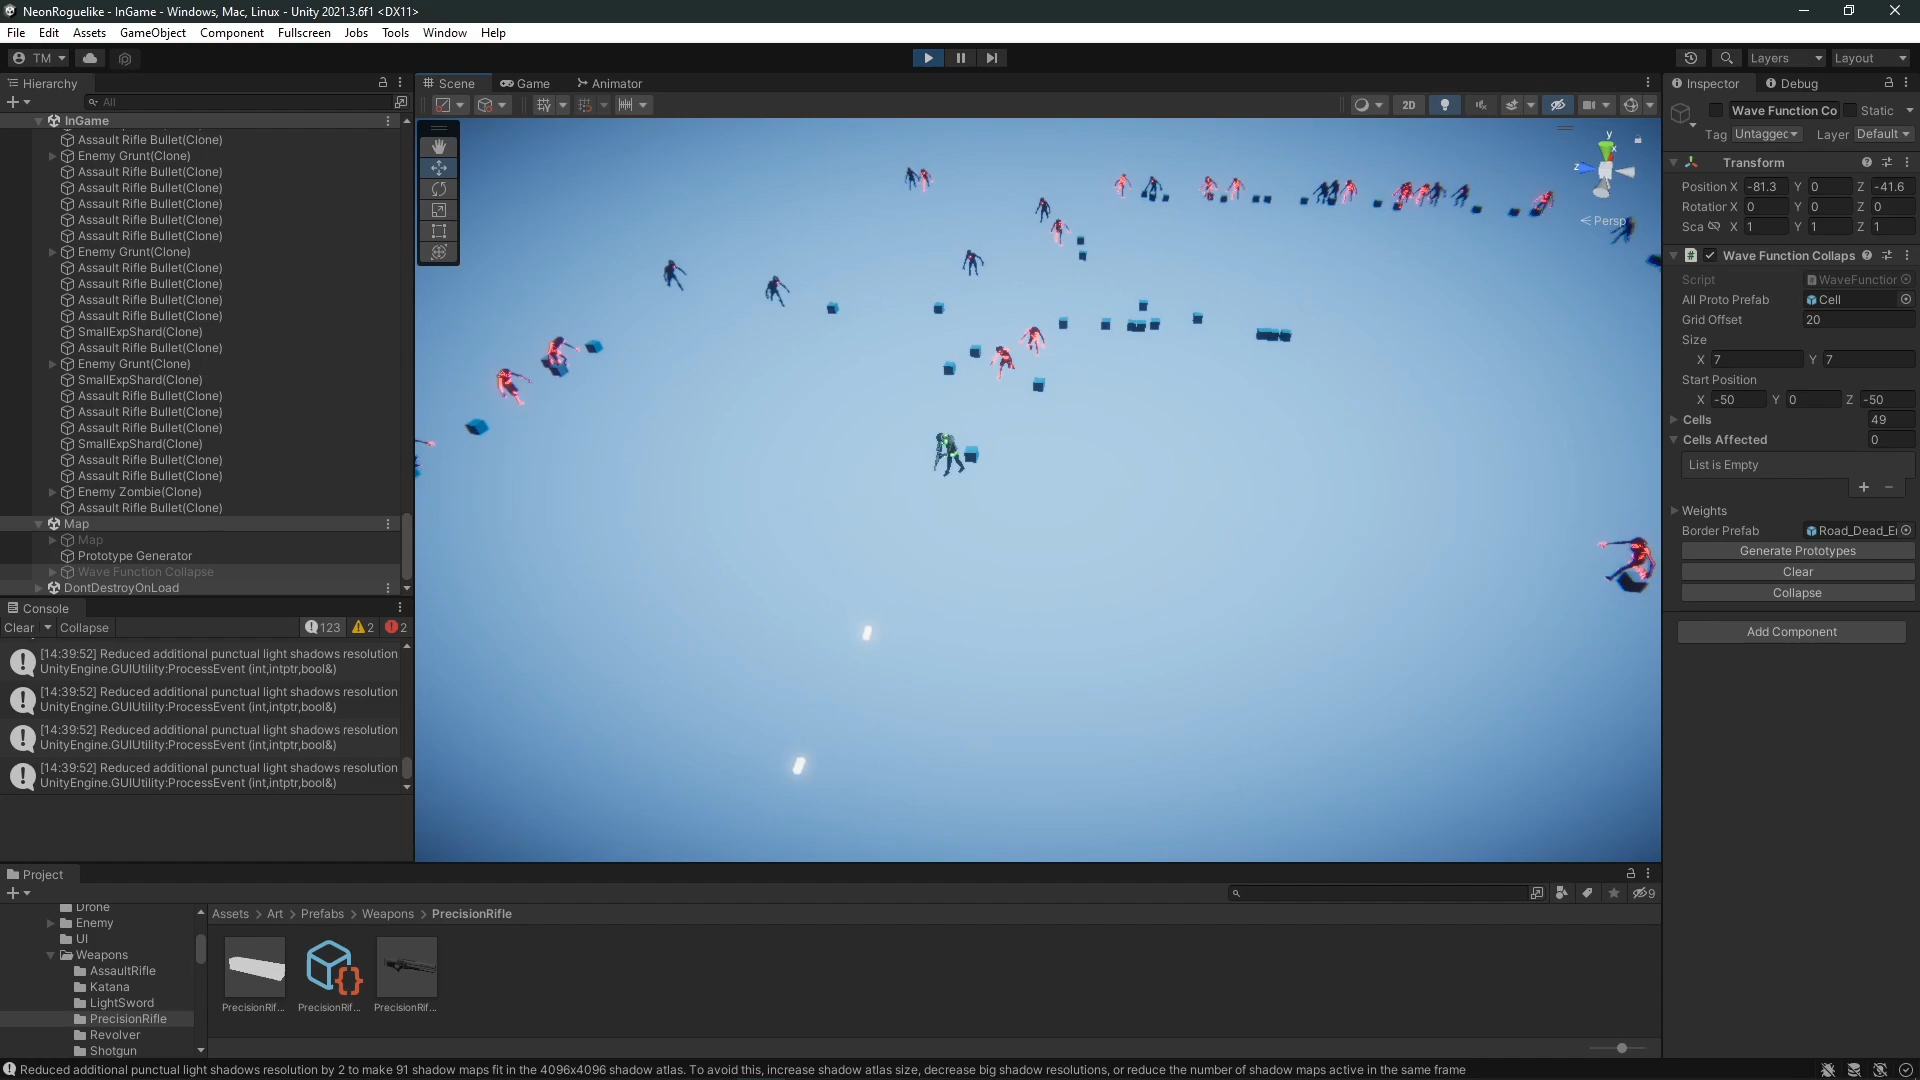 NeonRoguelike - InGame - Windows, Mac, Linux - Unity 2021.3.6f1 <DX11>
File Edit Assets GameObject Component Fullscreen Jobs Tools Window Help
TM
Layers Layout
Hierarchy
All
InGame
Assault Rifle Bullet(Clone)
Enemy Grunt(Clone)
Assault Rifle Bullet(Clone)
Assault Rifle Bullet(Clone)
Assault Rifle Bullet(Clone)
Assault Rifle Bullet(Clone)
Assault Rifle Bullet(Clone)
Enemy Grunt(Clone)
Assault Rifle Bullet(Clone)
Assault Rifle Bullet(Clone)
Assault Rifle Bullet(Clone)
Assault Rifle Bullet(Clone)
SmallExpShard(Clone)
Assault Rifle Bullet(Clone)
Enemy Grunt(Clone)
SmallExpShard(Clone)
Assault Rifle Bullet(Clone)
Assault Rifle Bullet(Clone)
Assault Rifle Bullet(Clone)
SmallExpShard(Clone)
Assault Rifle Bullet(Clone)
Assault Rifle Bullet(Clone)
Enemy Zombie(Clone)
Assault Rifle Bullet(Clone)
Map
Map
Prototype Generator
Wave Function Collapse
DontDestroyOnLoad
Console
Clear Collapse 123 2 2
[14:39:52] Reduced additional punctual light shadows resolution
UnityEngine.GUIUtility:ProcessEvent (int,intptr,bool&)
[14:39:52] Reduced additional punctual light shadows resolution
UnityEngine.GUIUtility:ProcessEvent (int,intptr,bool&)
[14:39:52] Reduced additional punctual light shadows resolution
UnityEngine.GUIUtility:ProcessEvent (int,intptr,bool&)
[14:39:52] Reduced additional punctual light shadows resolution
UnityEngine.GUIUtility:ProcessEvent (int,intptr,bool&)
Scene Game Animator
2D
y
x
z
Persp
Inspector Debug
Wave Function Co Static
Tag Untagged Layer Default
Transform
Position X -81.3 Y 0 Z -41.6
Rotation X 0 Y 0 Z 0
Sca X 1 Y 1 Z 1
Wave Function Collaps
Script WaveFunction
All Proto Prefab Cell
Grid Offset 20
Size
X 7 Y 7
Start Position
X -50 Y 0 Z -50
Cells 49
Cells Affected 0
List is Empty
+ -
Weights
Border Prefab Road_Dead_E
Generate Prototypes
Clear
Collapse
Add Component
Project
9
Drone
Enemy
UI
Weapons
AssaultRifle
Katana
LightSword
PrecisionRifle
Revolver
Shotgun
Assets > Art > Prefabs > Weapons > PrecisionRifle
PrecisionRif... PrecisionRif... PrecisionRif...
Reduced additional punctual light shadows resolution by 2 to make 91 shadow maps fit in the 4096x4096 shadow atlas. To avoid this, increase shadow atlas size, decrease big shadow resolutions, or reduce the number of shadow maps active in the same frame